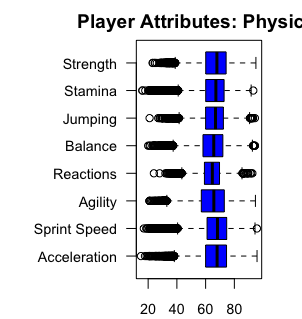 Player Attributes: Physic
Strength
Stamina
Jumping
Balance
Reactions
Agility
Sprint Speed
Acceleration
20 40 60 80